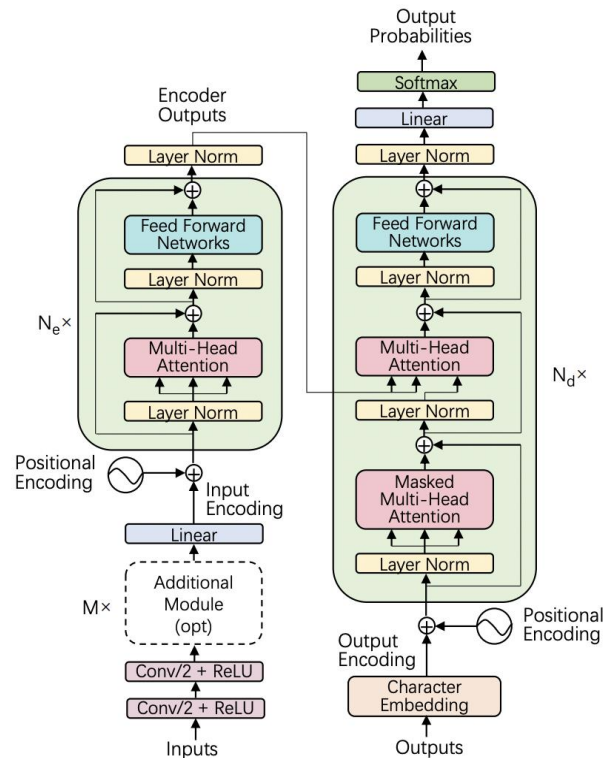 Output
Probabilities
Softmax
Linear
Layer Norm
Feed Forward
Networks
Layer Norm
Multi-Head
Attention
Layer Norm
Masked
Multi-Head
Attention
Layer Norm
N_d×
Positional
Encoding
Output
Encoding
Character
Embedding
Outputs
Encoder
Outputs
Layer Norm
Feed Forward
Networks
Layer Norm
N_e×
Multi-Head
Attention
Layer Norm
Positional
Encoding
Input
Encoding
Linear
M×
Additional
Module
(opt)
Conv/2 + ReLU
Conv/2 + ReLU
Inputs